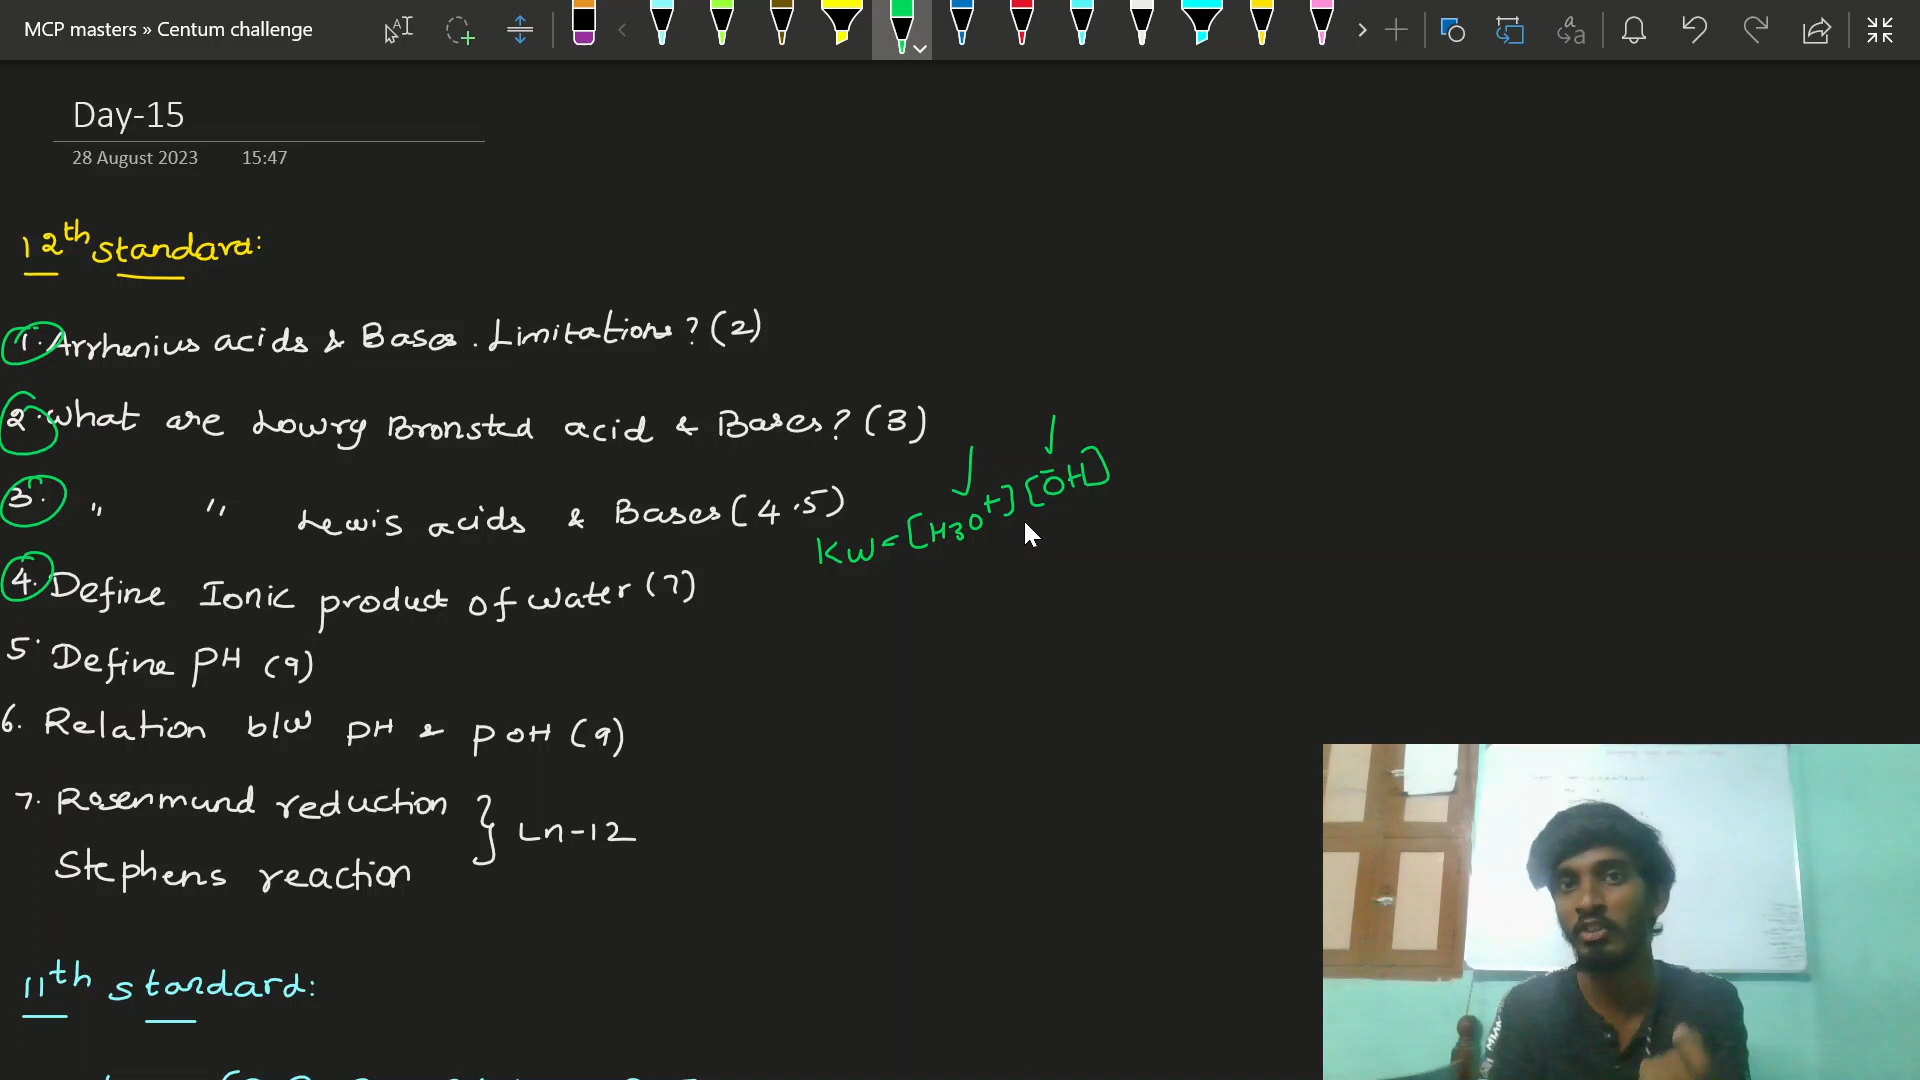 MCP masters » Centum challenge
Day-15
28 August 2023 15:47
12th standard:
1. Arrhenius acids & Bases. Limitations? (2)
2. What are Lowry Bronsted acid & Bases? (3)
3. " " Lewis acids & Bases (4.5)
Kw = [H3O+] [OH]
4. Define Ionic product of water (7)
5. Define PH (9)
6. Relation b/w PH & POH (9)
7. Rosenmund reduction
Stephens reaction } Ln-12
11th standard: